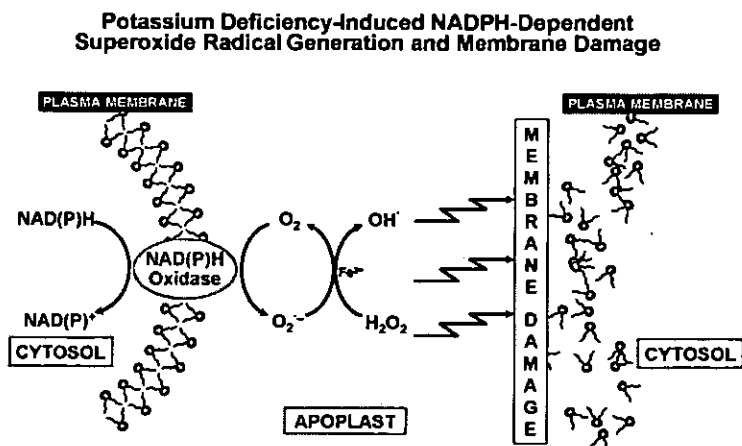 Potassium Deficiency-Induced NADPH-Dependent
Superoxide Radical Generation and Membrane Damage
PLASMA MEMBRANE
PLASMA MEMBRANE
NAD(P)H
NAD(P)H
Oxidase
NAD(P)⁺
CYTOSOL
O₂
O₂·⁻
Fe³⁺
OH·
H₂O₂
APOPLAST
MEMBRANE DAMAGE
CYTOSOL